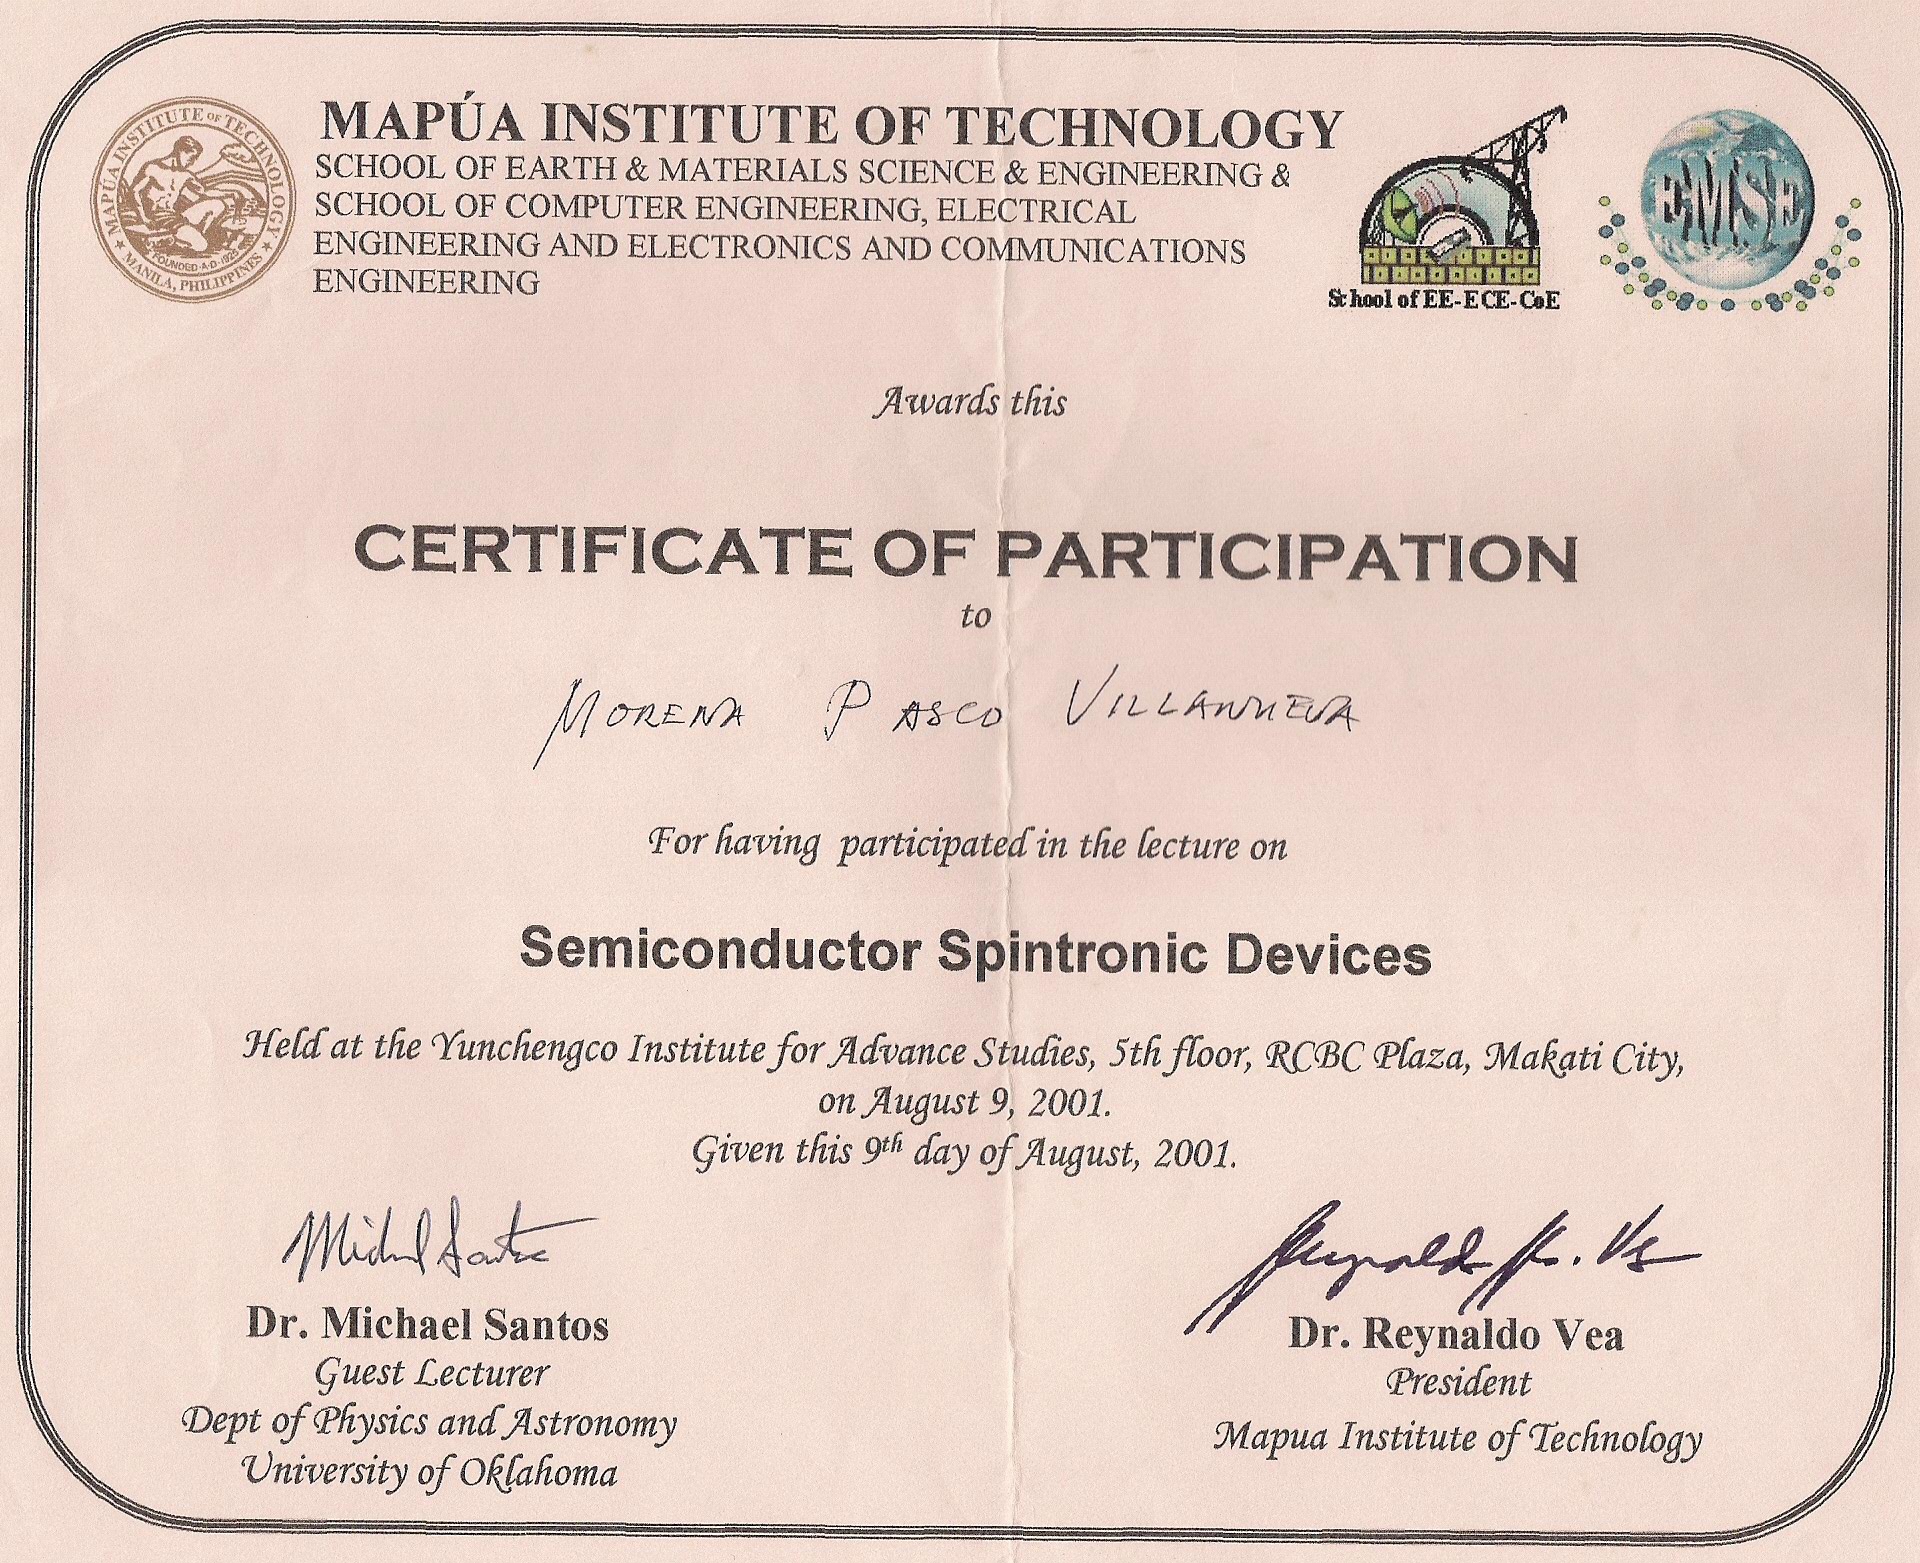 MAPÚA INSTITUTE OF TECHNOLOGY
SCHOOL OF EARTH & MATERIALS SCIENCE & ENGINEERING &
SCHOOL OF COMPUTER ENGINEERING, ELECTRICAL
ENGINEERING AND ELECTRONICS AND COMMUNICATIONS
ENGINEERING
MAPUA INSTITUTE OF TECHNOLOGY
FOUNDED A.D. 1925
MANILA, PHILIPPINES
School of EE-ECE-CoE
EMSE
Awards this
CERTIFICATE OF PARTICIPATION
to
MORENA PASCO VILLANUEVA
For having participated in the lecture on
Semiconductor Spintronic Devices
Held at the Yunchengco Institute for Advance Studies, 5th floor, RCBC Plaza, Makati City,
on August 9, 2001.
Given this 9th day of August, 2001.
Michael Santos
Dr. Michael Santos
Guest Lecturer
Dept of Physics and Astronomy
University of Oklahoma
Reynaldo Vea
Dr. Reynaldo Vea
President
Mapua Institute of Technology